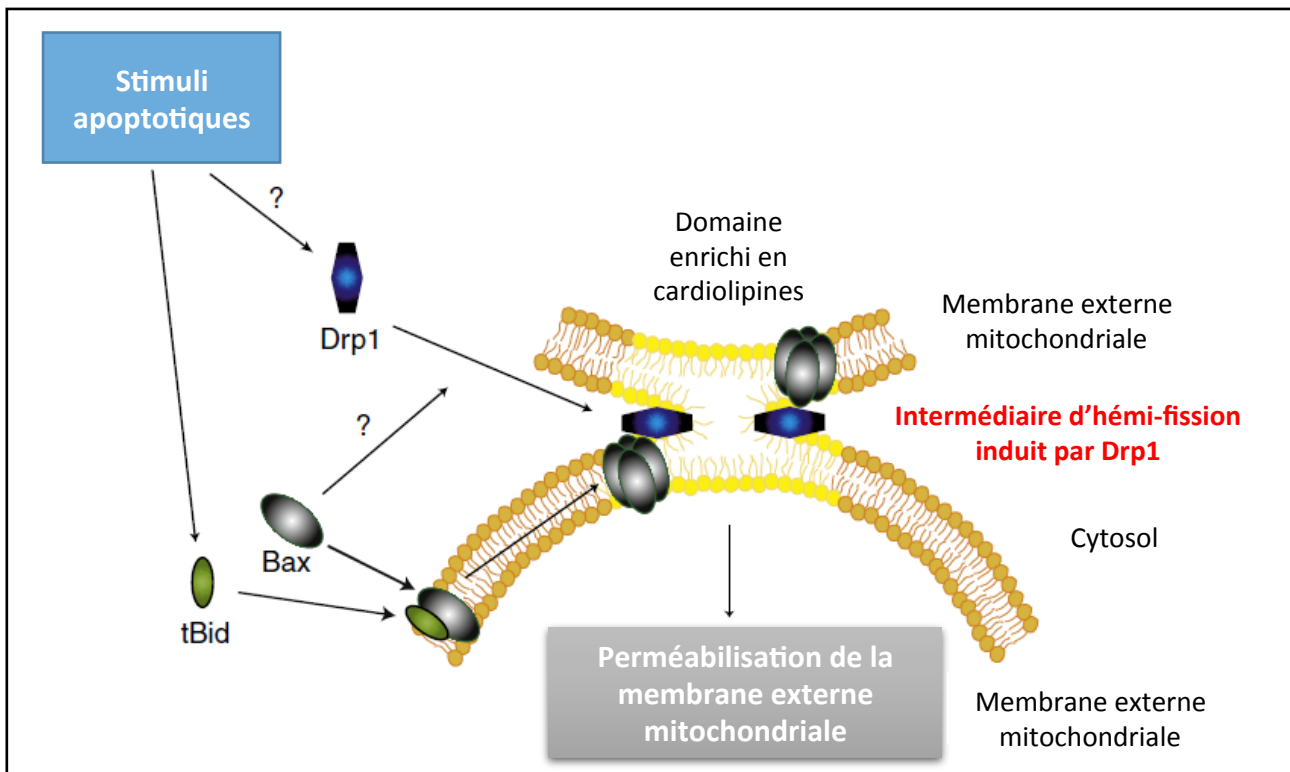 Stimuli
apoptotiques
?
Drp1
Domaine
enrichi en
cardiolipines
Membrane externe
mitochondriale
Intermédiaire d’hémi-fission
induit par Drp1
?
Bax
Cytosol
tBid
Perméabilisation de la
membrane externe
mitochondriale
Membrane externe
mitochondriale